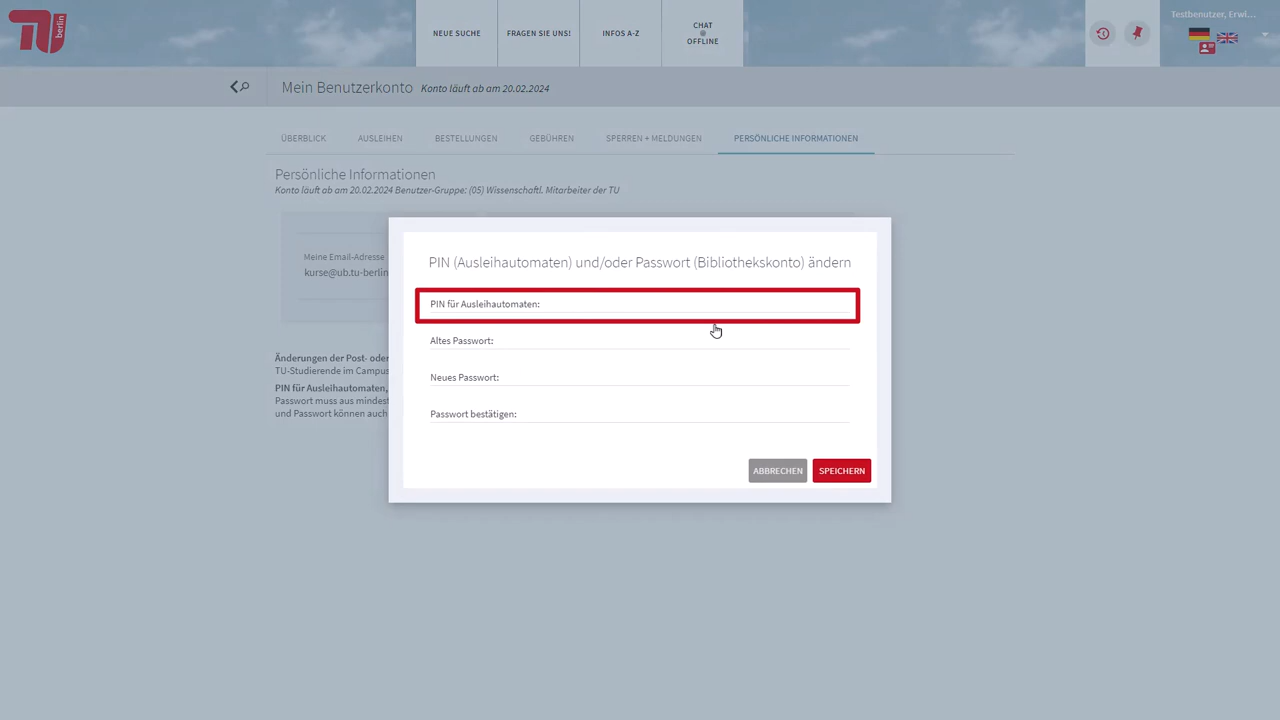 TU berlin
NEUE SUCHE
FRAGEN SIE UNS!
INFOS A-Z
CHAT
@
OFFLINE
Testbenutzer, Erwi...
Mein Benutzerkonto Konto läuft ab am 20.02.2024
ÜBERBLICK
AUSLEIHEN
BESTELLUNGEN
GEBÜHREN
SPERREN + MELDUNGEN
PERSÖNLICHE INFORMATIONEN
Persönliche Informationen
Konto läuft ab am 20.02.2024 Benutzer-Gruppe: (05) Wissenschaftl. Mitarbeiter der TU
Meine Email-Adresse
kurse@ub.tu-berlin
Änderungen der Post- oder
TU-Studierende im Campus
PIN für Ausleihautomaten,
Passwort muss aus mindest
und Passwort können auch
PIN (Ausleihautomaten) und/oder Passwort (Bibliothekskonto) ändern
PIN für Ausleihautomaten:
Altes Passwort:
Neues Passwort:
Passwort bestätigen:
ABBRECHEN
SPEICHERN